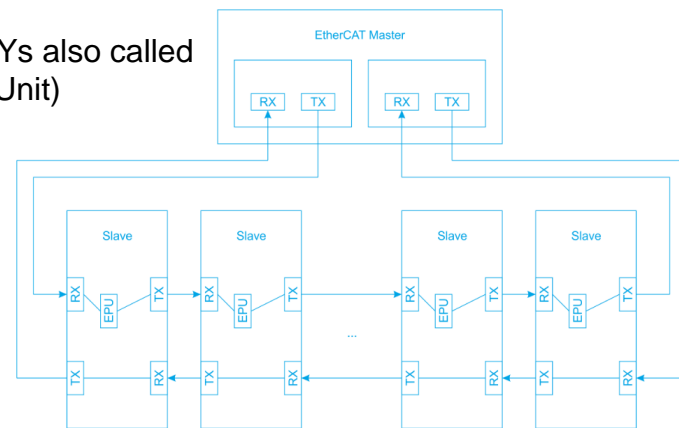 Ys also called
Unit)
EtherCAT Master
RX TX RX TX
Slave Slave Slave Slave
RX TX RX TX RX TX RX TX
EPU EPU EPU EPU
...
TX RX TX RX TX RX TX RX